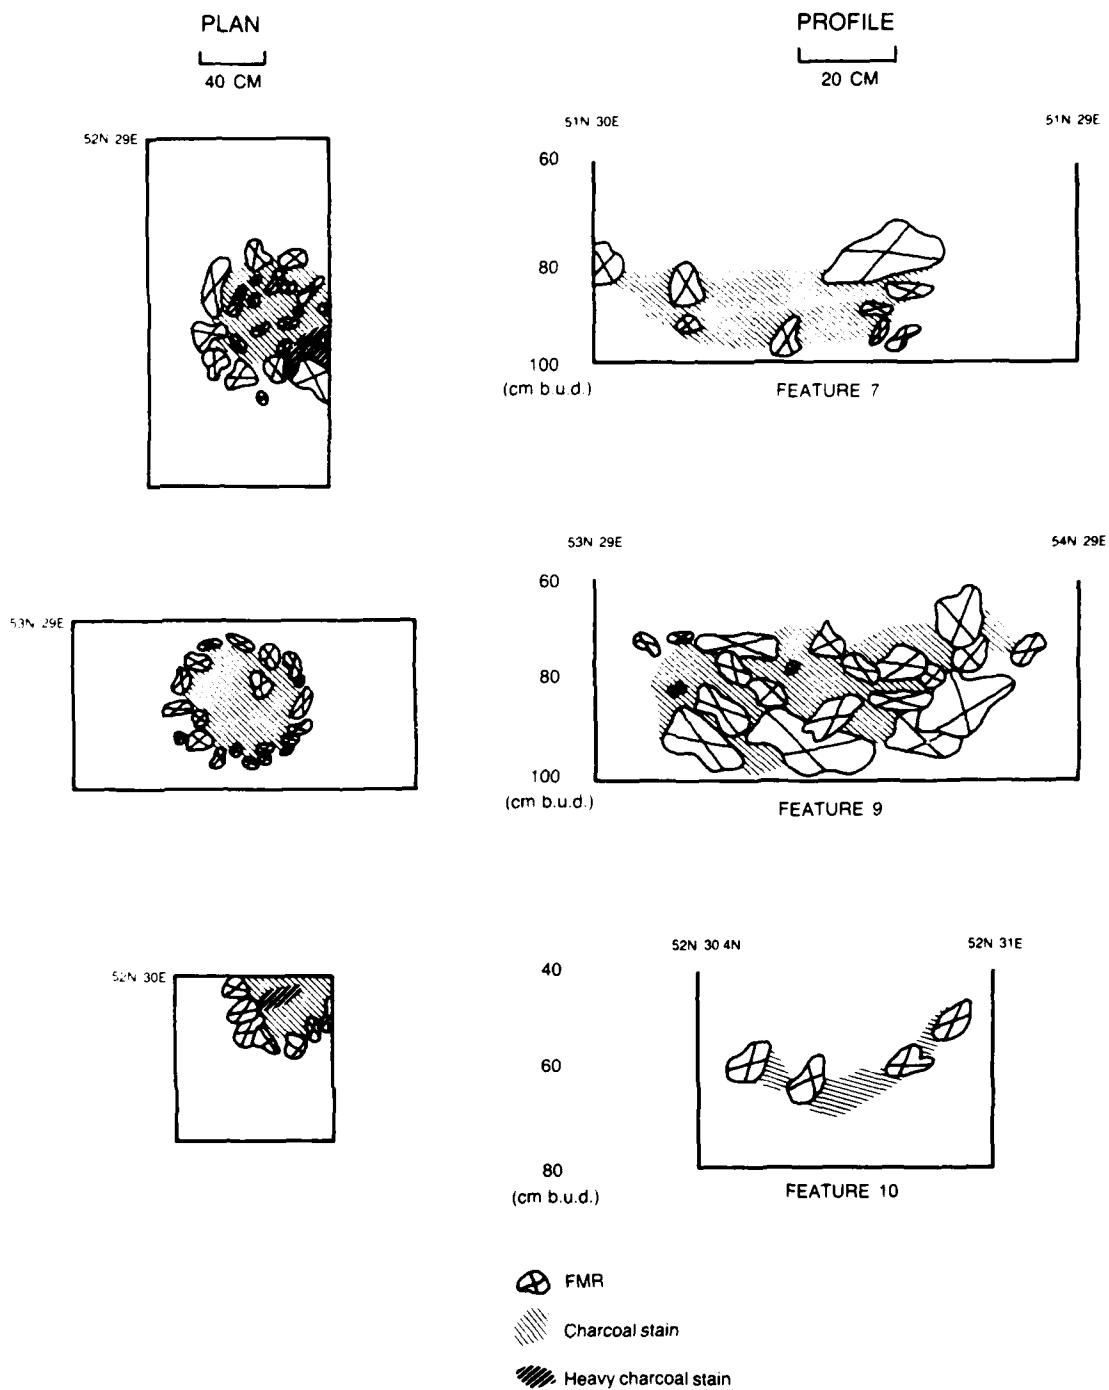 PLAN
40 CM
PROFILE
20 CM
52N 29E
51N 30E
51N 29E
60
80
100
(cm b.u.d.)
FEATURE 7
53N 29E
53N 29E
54N 29E
60
80
100
(cm b.u.d.)
FEATURE 9
52N 30E
52N 30 4N
52N 31E
40
60
80
(cm b.u.d.)
FEATURE 10
FMR
Charcoal stain
Heavy charcoal stain